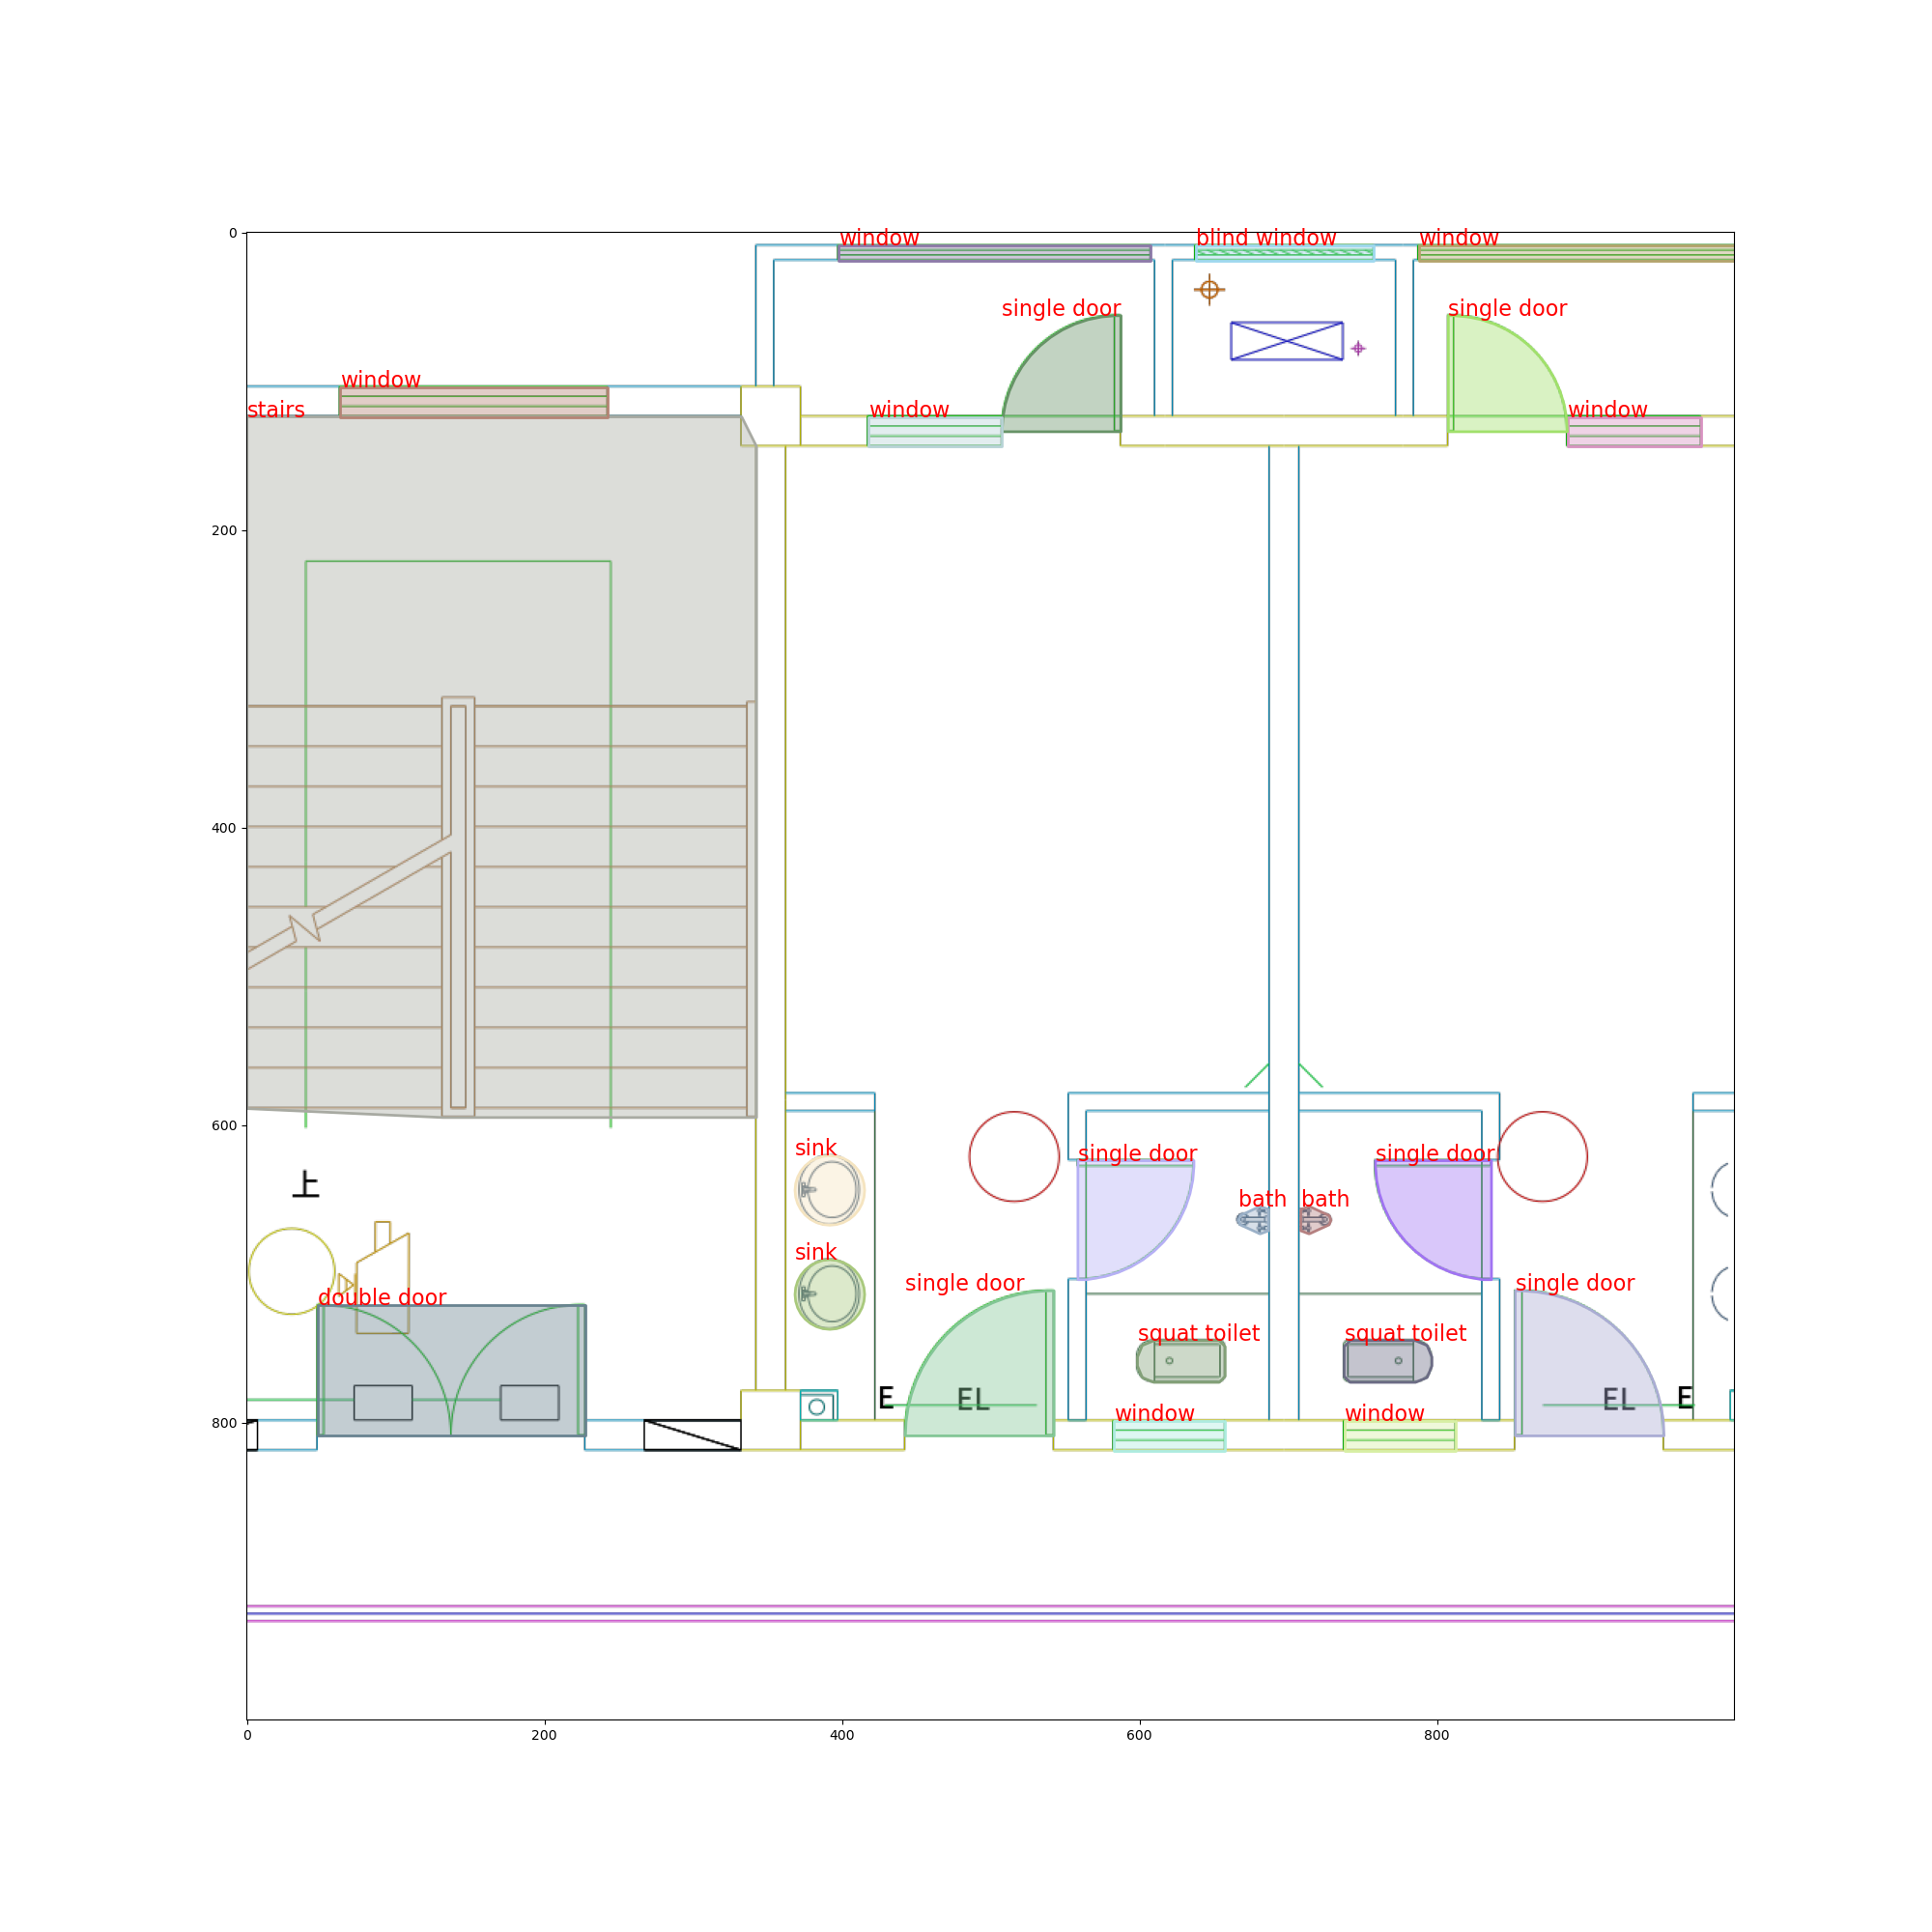 0
window
blind window
window
single door
single door
window
stairs
window
window
200
400
600
sink
single door
single door
上
bath
bath
sink
single door
single door
double door
squat toilet
squat toilet
E
EL
EL
E
window
window
800
0
200
400
600
800